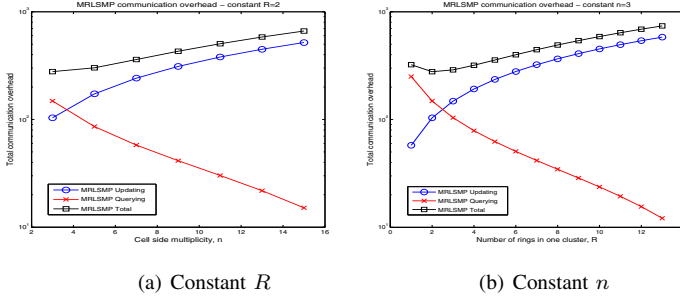 MRLSMP communication overhead – constant R=2
10³
10²
10¹
Total communication overhead
2 4 6 8 10 12 14 16
Cell side multiplicity, n
MRLSMP Updating
MRLSMP Querying
MRLSMP Total
(a) Constant R
MRLSMP communication overhead – constant n=3
10³
10²
10¹
Total communication overhead
0 2 4 6 8 10 12
Number of rings in one cluster, R
MRLSMP Updating
MRLSMP Querying
MRLSMP Total
(b) Constant n